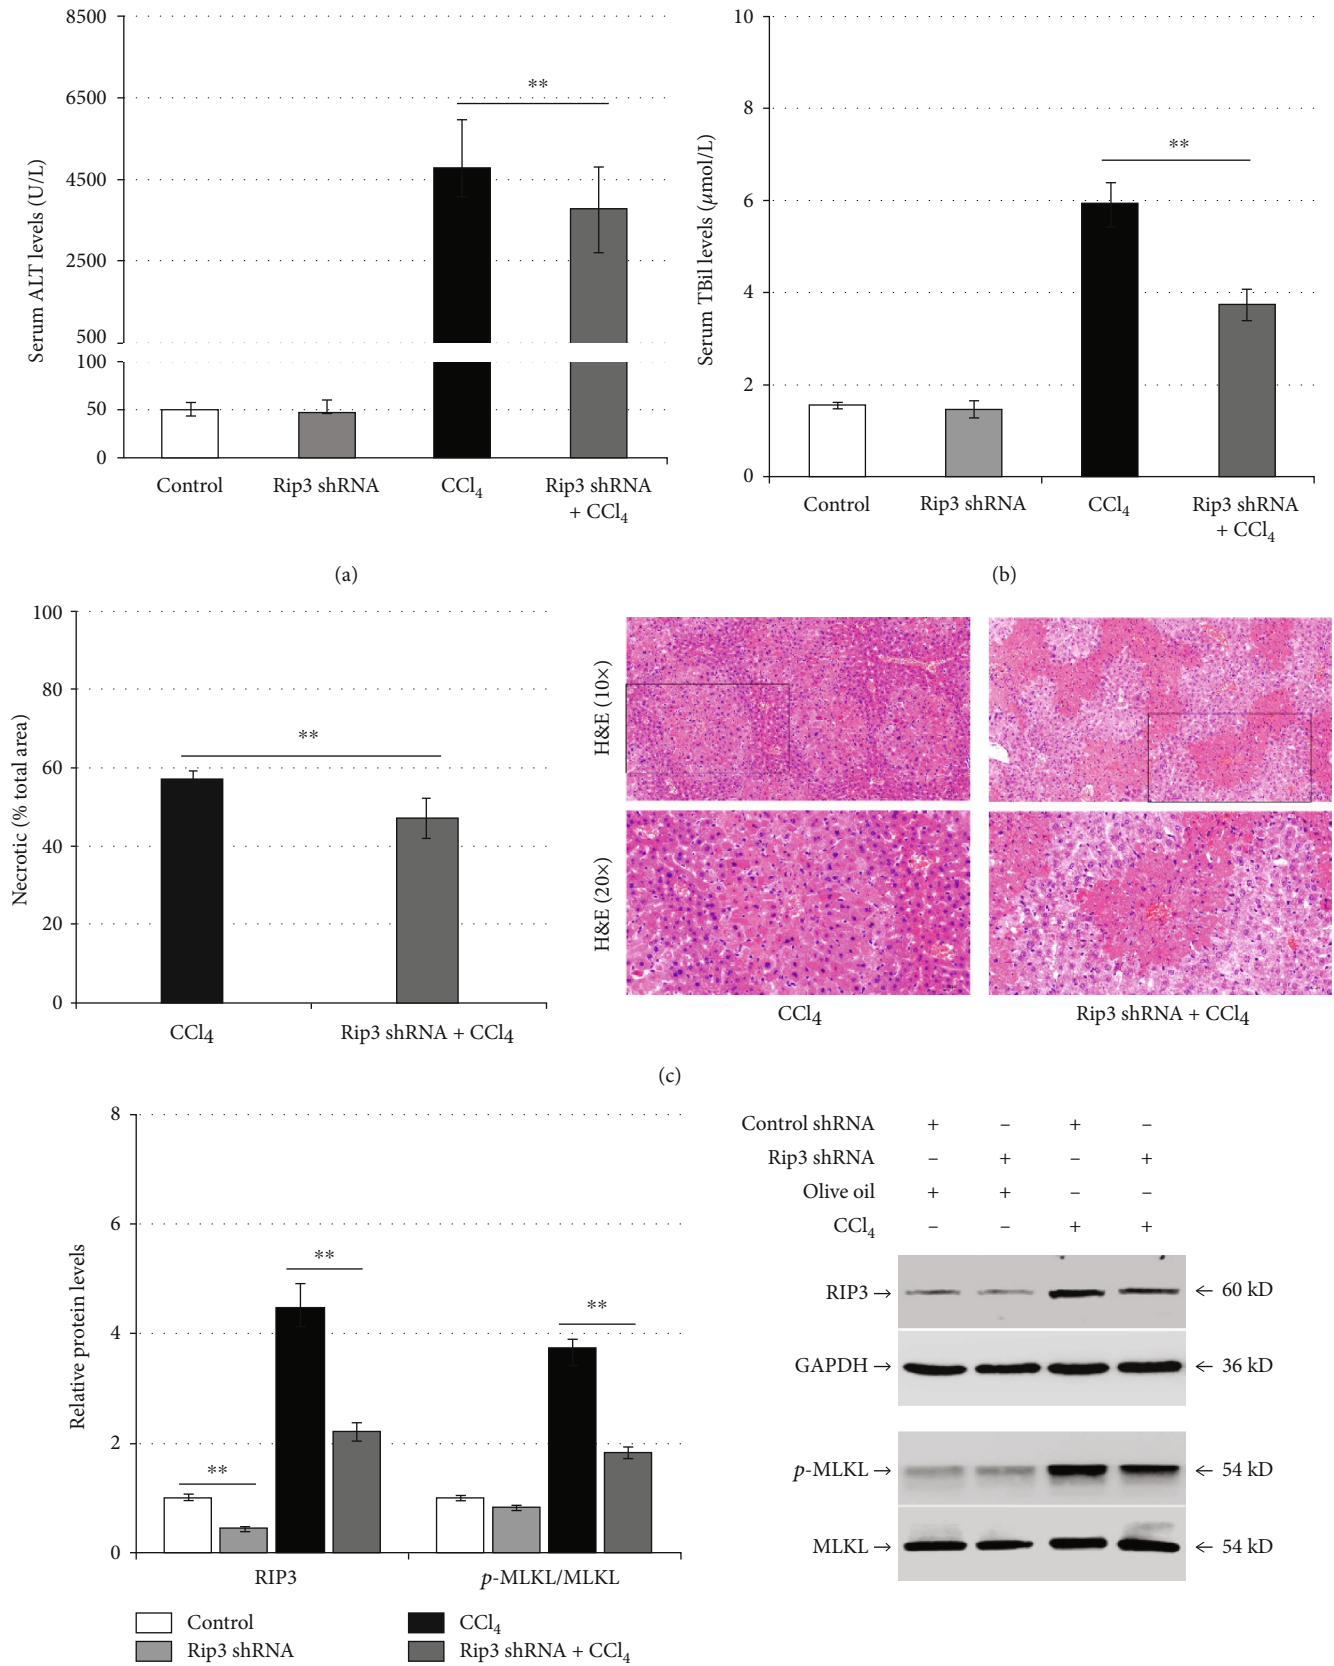 8500
6500
4500
2500
500
100
50
0
Serum ALT levels (U/L)
**
Control
Rip3 shRNA
CCl4
Rip3 shRNA
+ CCl4
(a)
10
8
6
4
2
0
Serum TBil levels (μmol/L)
**
Control
Rip3 shRNA
CCl4
Rip3 shRNA
+ CCl4
(b)
100
80
60
40
20
0
Necrotic (% total area)
**
CCl4
Rip3 shRNA + CCl4
H&E (10×)
H&E (20×)
CCl4
Rip3 shRNA + CCl4
(c)
8
6
4
2
0
Relative protein levels
**
**
**
RIP3
p-MLKL/MLKL
Control
Rip3 shRNA
CCl4
Rip3 shRNA + CCl4
Control shRNA + − + −
Rip3 shRNA − + − +
Olive oil + + − −
CCl4 − − + +
RIP3 → ← 60 kD
GAPDH → ← 36 kD
p-MLKL → ← 54 kD
MLKL → ← 54 kD